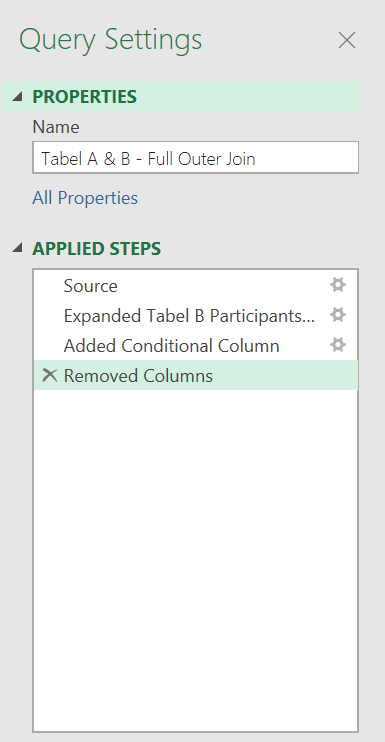 Query Settings
PROPERTIES
Name
Tabel A & B - Full Outer Join
All Properties
APPLIED STEPS
Source
Expanded Tabel B Participants...
Added Conditional Column
Removed Columns